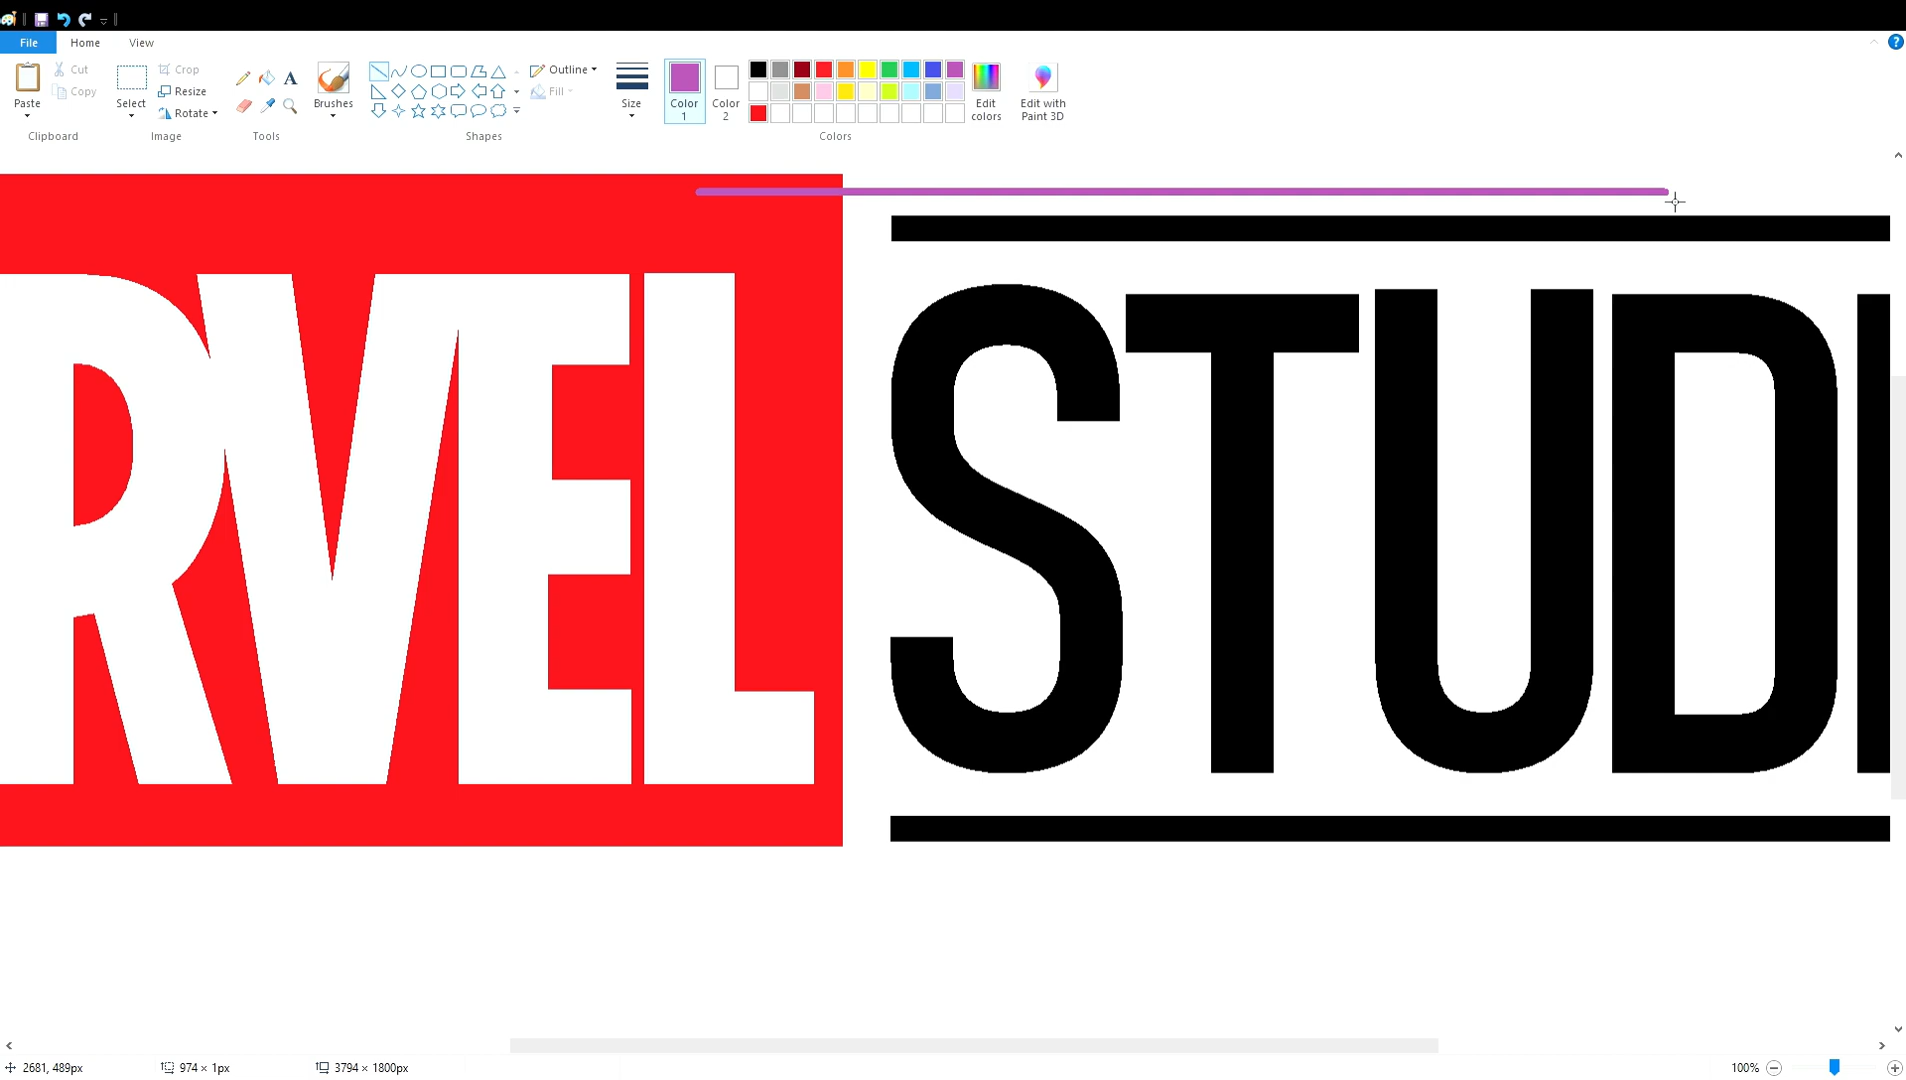 File Home View
Paste Cut Copy Clipboard
Select Crop Resize Rotate Image
Tools
Brushes
Outline Fill Shapes
Size
Color 1
Color 2
Edit colors
Colors
Edit with Paint 3D
RVEL STUDI
2681, 489px 974 × 1px 3794 × 1800px 100%